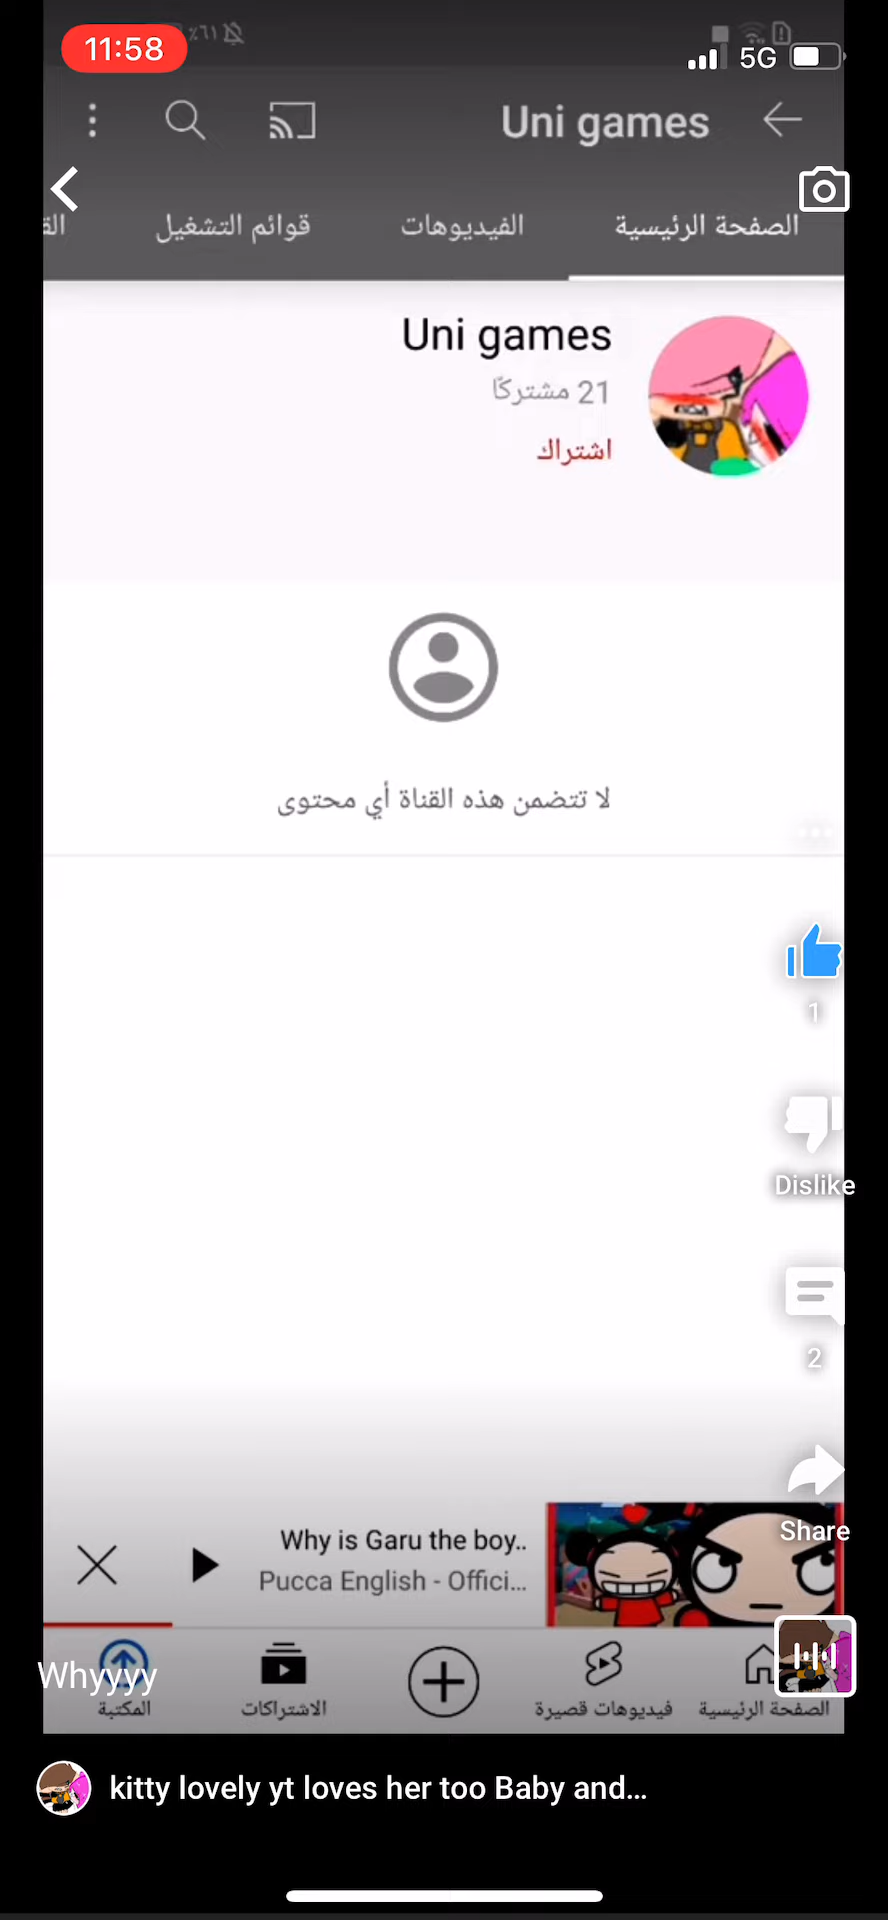 11:58
٪٦١
5G
Uni games
الصفحة الرئيسية
الفيديوهات
قوائم التشغيل
الق
Uni games
21 مشتركًا
اشتراك
لا تتضمن هذه القناة أي محتوى
1
Dislike
2
Share
Why is Garu the boy..
Pucca English - Offici...
Whyyyy
الصفحة الرئيسية
فيديوهات قصيرة
الاشتراكات
المكتبة
kitty lovely yt loves her too Baby and...